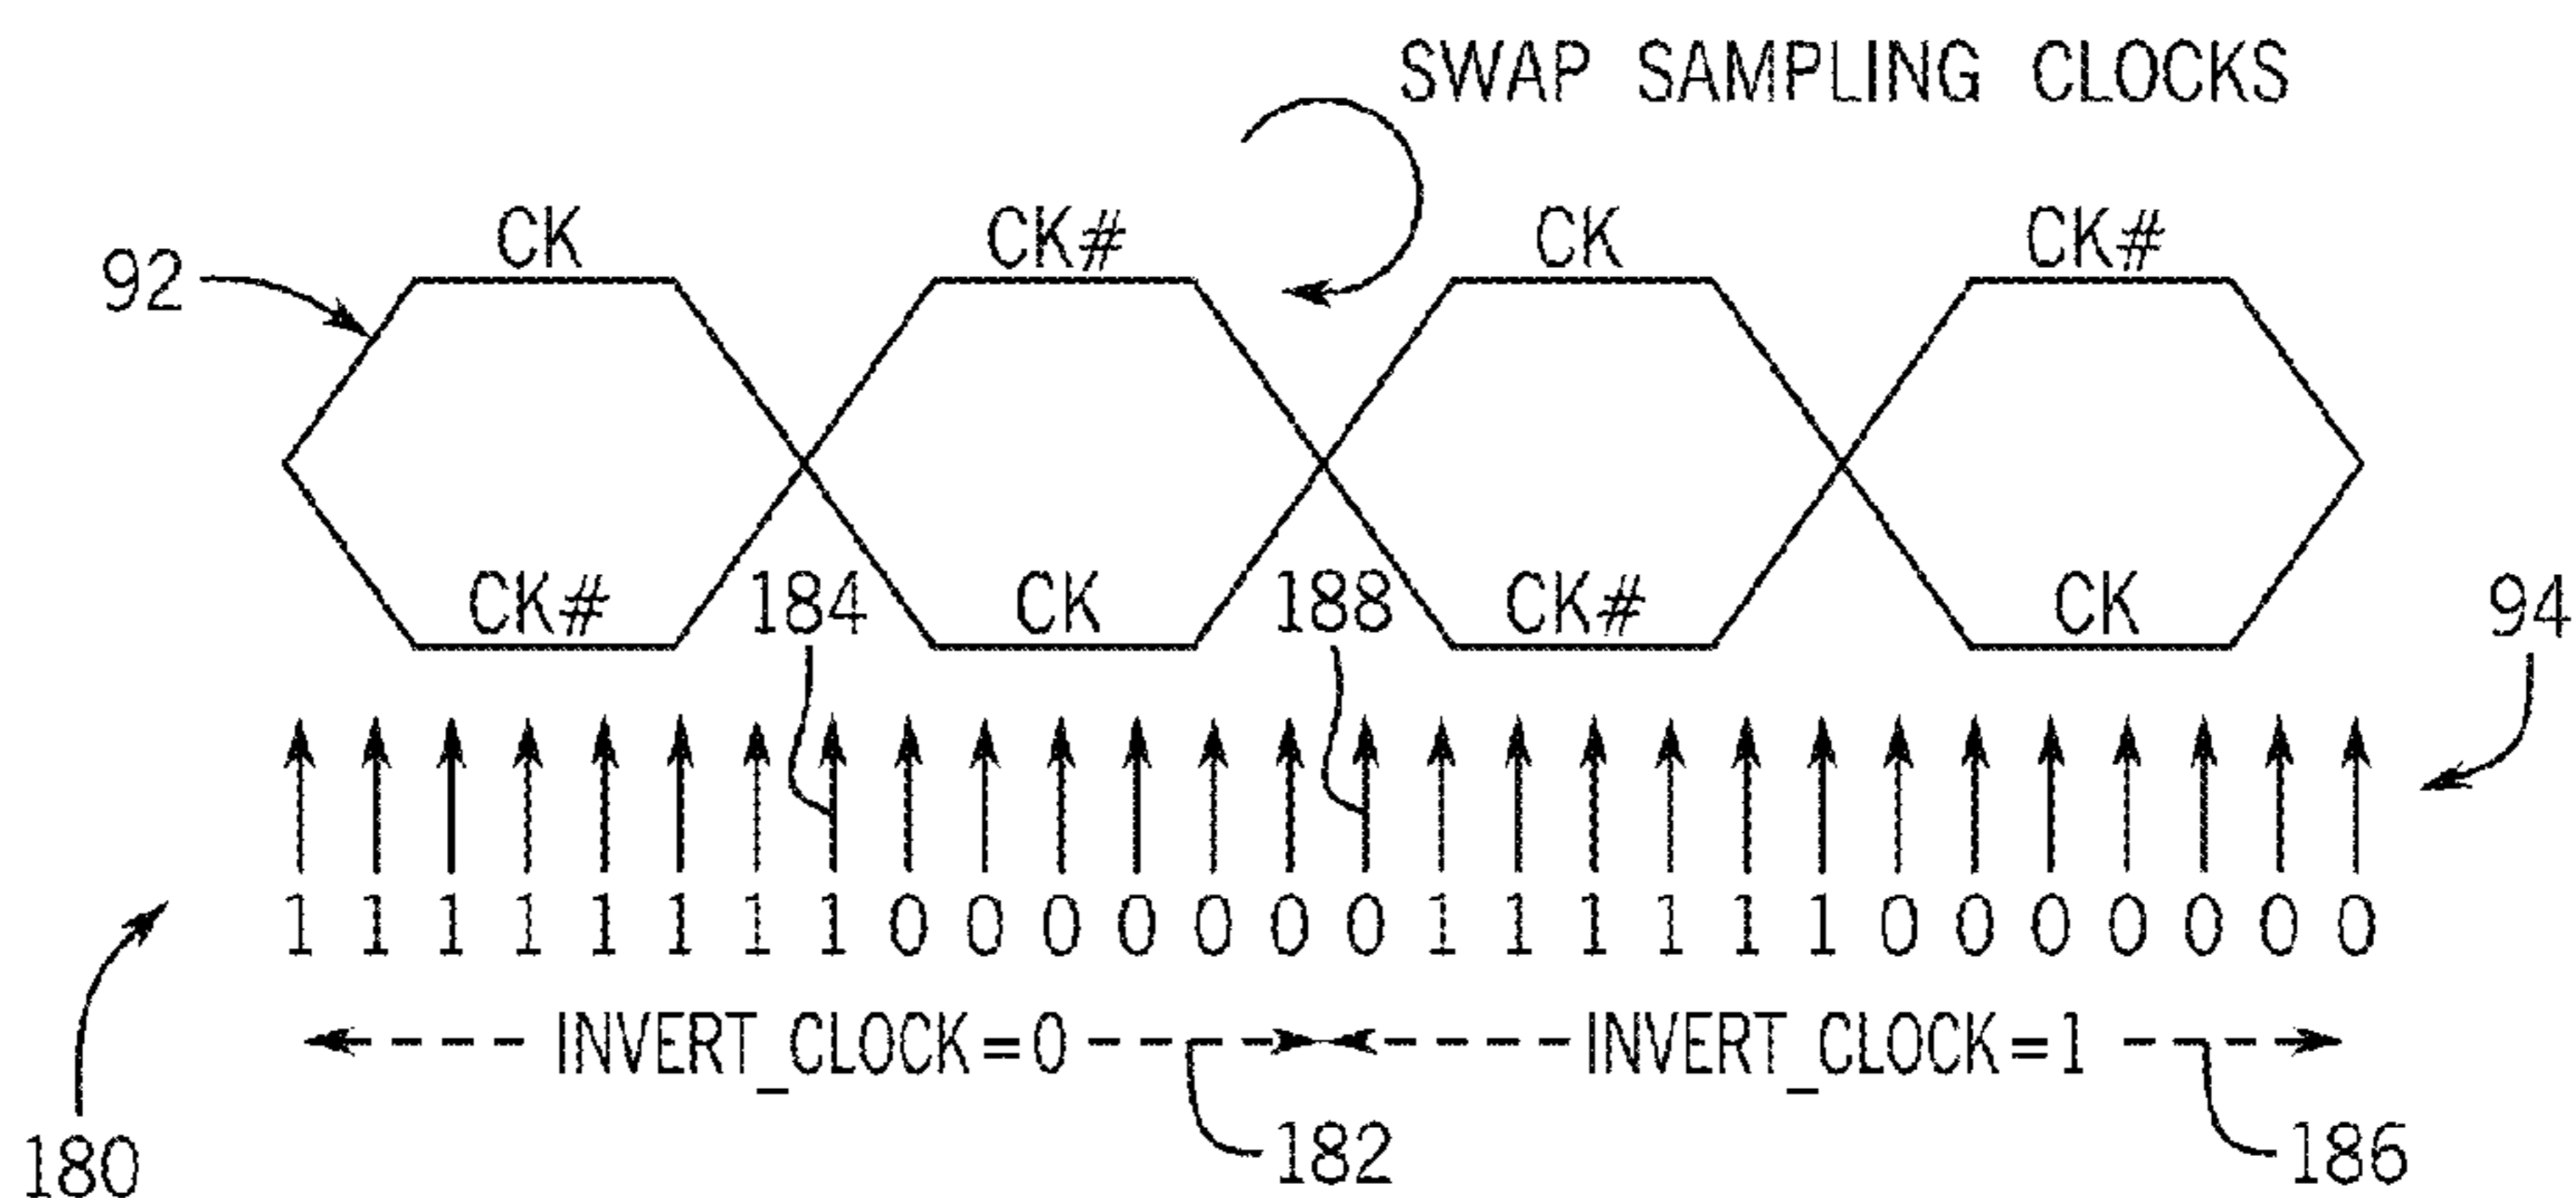 SWAP SAMPLING CLOCKS
CK CK# CK CK#
92
CK# 184 CK 188 CK# CK
94
1 1 1 1 1 1 1 1 0 0 0 0 0 0 0 1 1 1 1 1 1 0 0 0 0 0 0 0
INVERT_CLOCK=0 INVERT_CLOCK=1
180 182 186